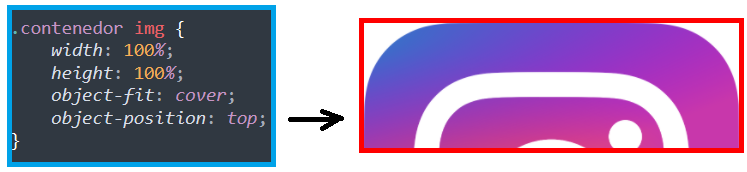 .contenedor img {
width: 100%;
height: 100%;
object-fit: cover;
object-position: top;
}